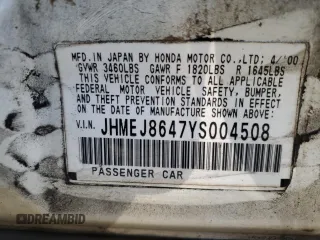 MFD. IN JAPAN BY HONDA MOTOR CO., LTD; 4/00
GVWR 3460LBS GAWR F 1820LBS R 1645LBS
THIS VEHICLE CONFORMS TO ALL APPLICABLE
FEDERAL MOTOR VEHICLE SAFETY, BUMPER,
AND THEFT PREVENTION STANDARDS IN EFFECT
ON THE DATE OF MANUFACTURE SHOWN ABOVE.
V.I.N. JHMEJ8647YS004508
PASSENGER CAR
DREAMBID